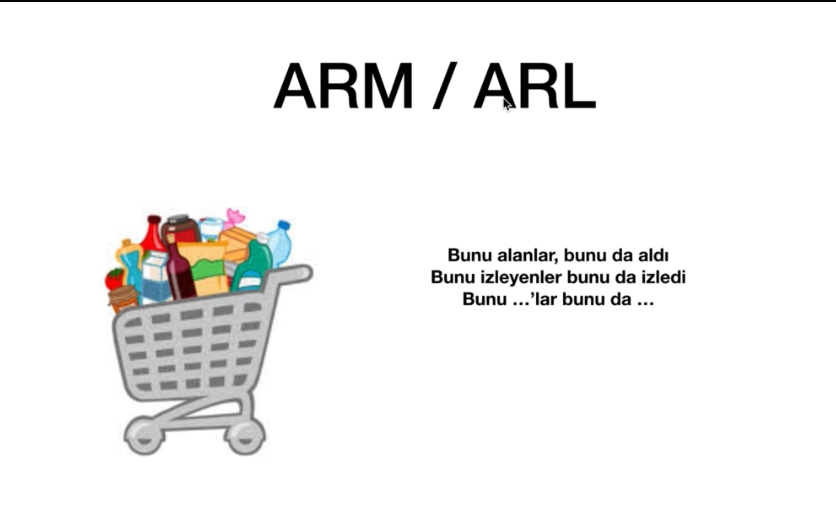 ARM / ARL
Bunu alanlar, bunu da aldı
Bunu izleyenler bunu da izledi
Bunu …’lar bunu da …